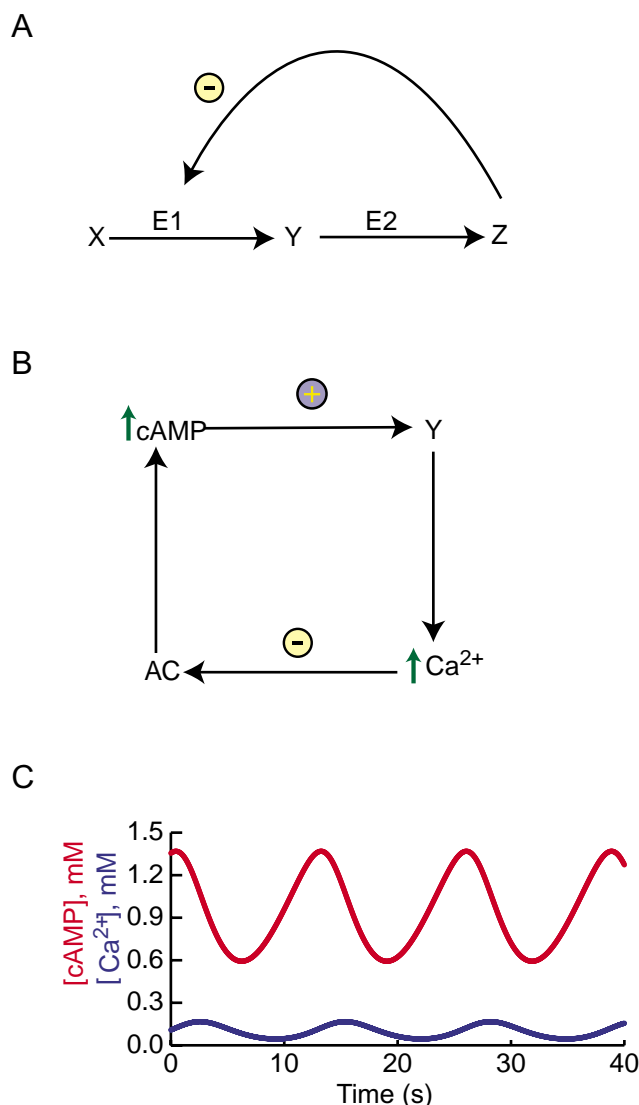 A
-
X E1 Y E2 Z
B
+
cAMP Y
-
AC Ca²⁺
C
[cAMP], mM
[Ca²⁺], mM
1.5
1.2
0.9
0.6
0.3
0.0
0 10 20 30 40
Time (s)